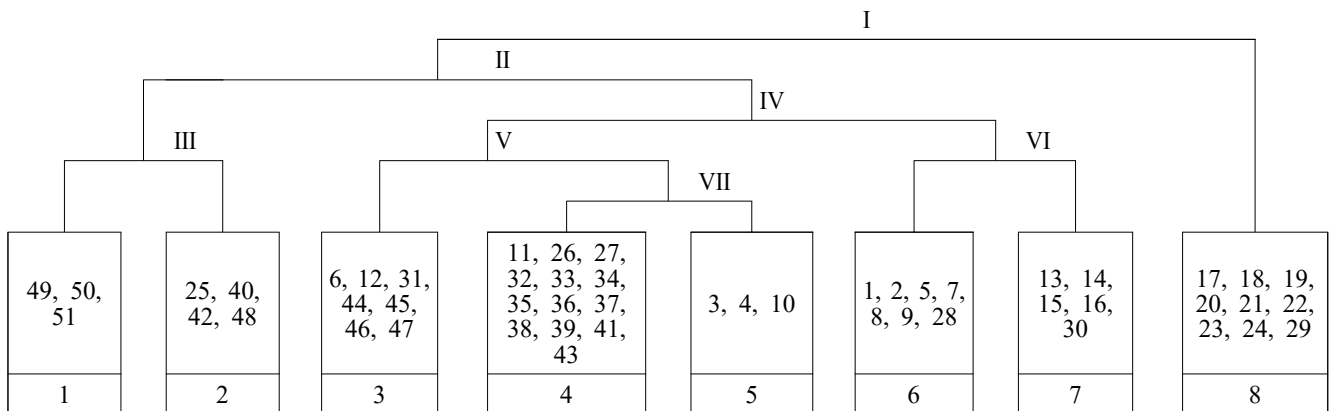 I
II
IV
III
V
VI
VII
49, 50,
51
25, 40,
42, 48
6, 12, 31,
44, 45,
46, 47
11, 26, 27,
32, 33, 34,
35, 36, 37,
38, 39, 41,
43
3, 4, 10
1, 2, 5, 7,
8, 9, 28
13, 14,
15, 16,
30
17, 18, 19,
20, 21, 22,
23, 24, 29
1
2
3
4
5
6
7
8